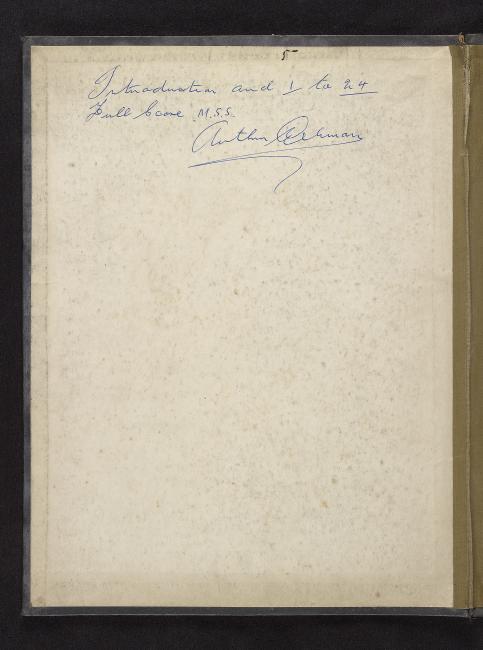 5
Introduction and 1 to 24
Full Score M.S.S.
Arthur